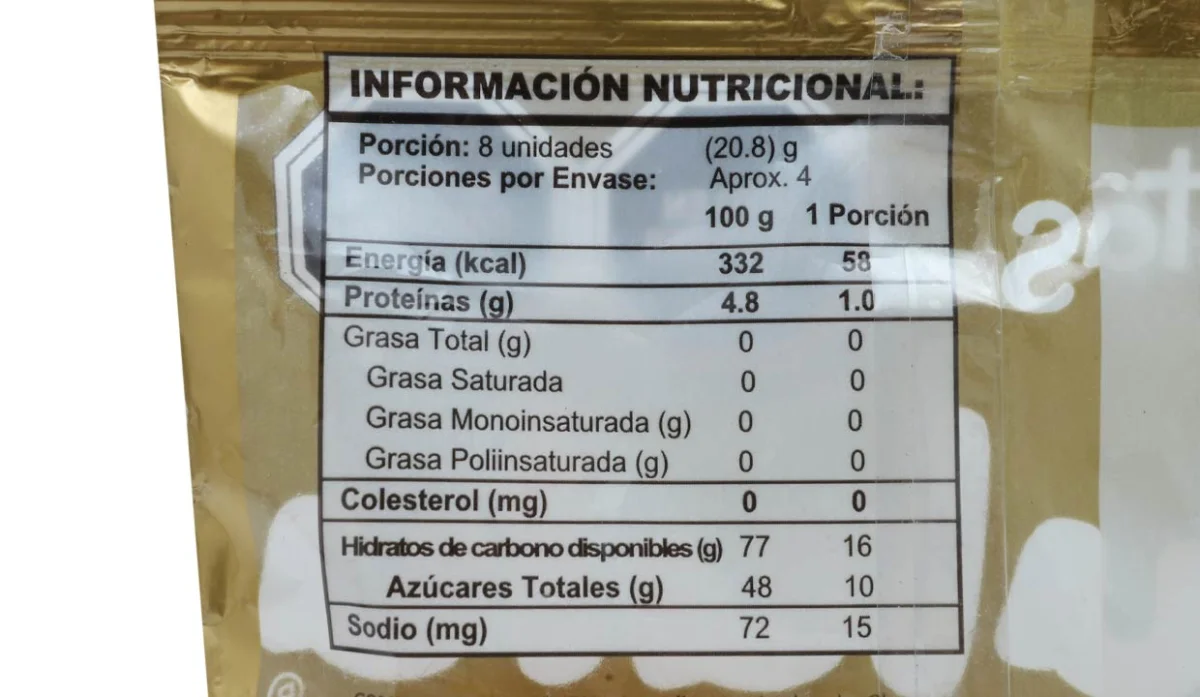 INFORMACIÓN NUTRICIONAL:
Porción: 8 unidades (20.8) g
Porciones por Envase: Aprox. 4
100 g 1 Porción
Energía (kcal) 332 58
Proteínas (g) 4.8 1.0
Grasa Total (g) 0 0
Grasa Saturada 0 0
Grasa Monoinsaturada (g) 0 0
Grasa Poliinsaturada (g) 0 0
Colesterol (mg) 0 0
Hidratos de carbono disponibles (g) 77 16
Azúcares Totales (g) 48 10
Sodio (mg) 72 15